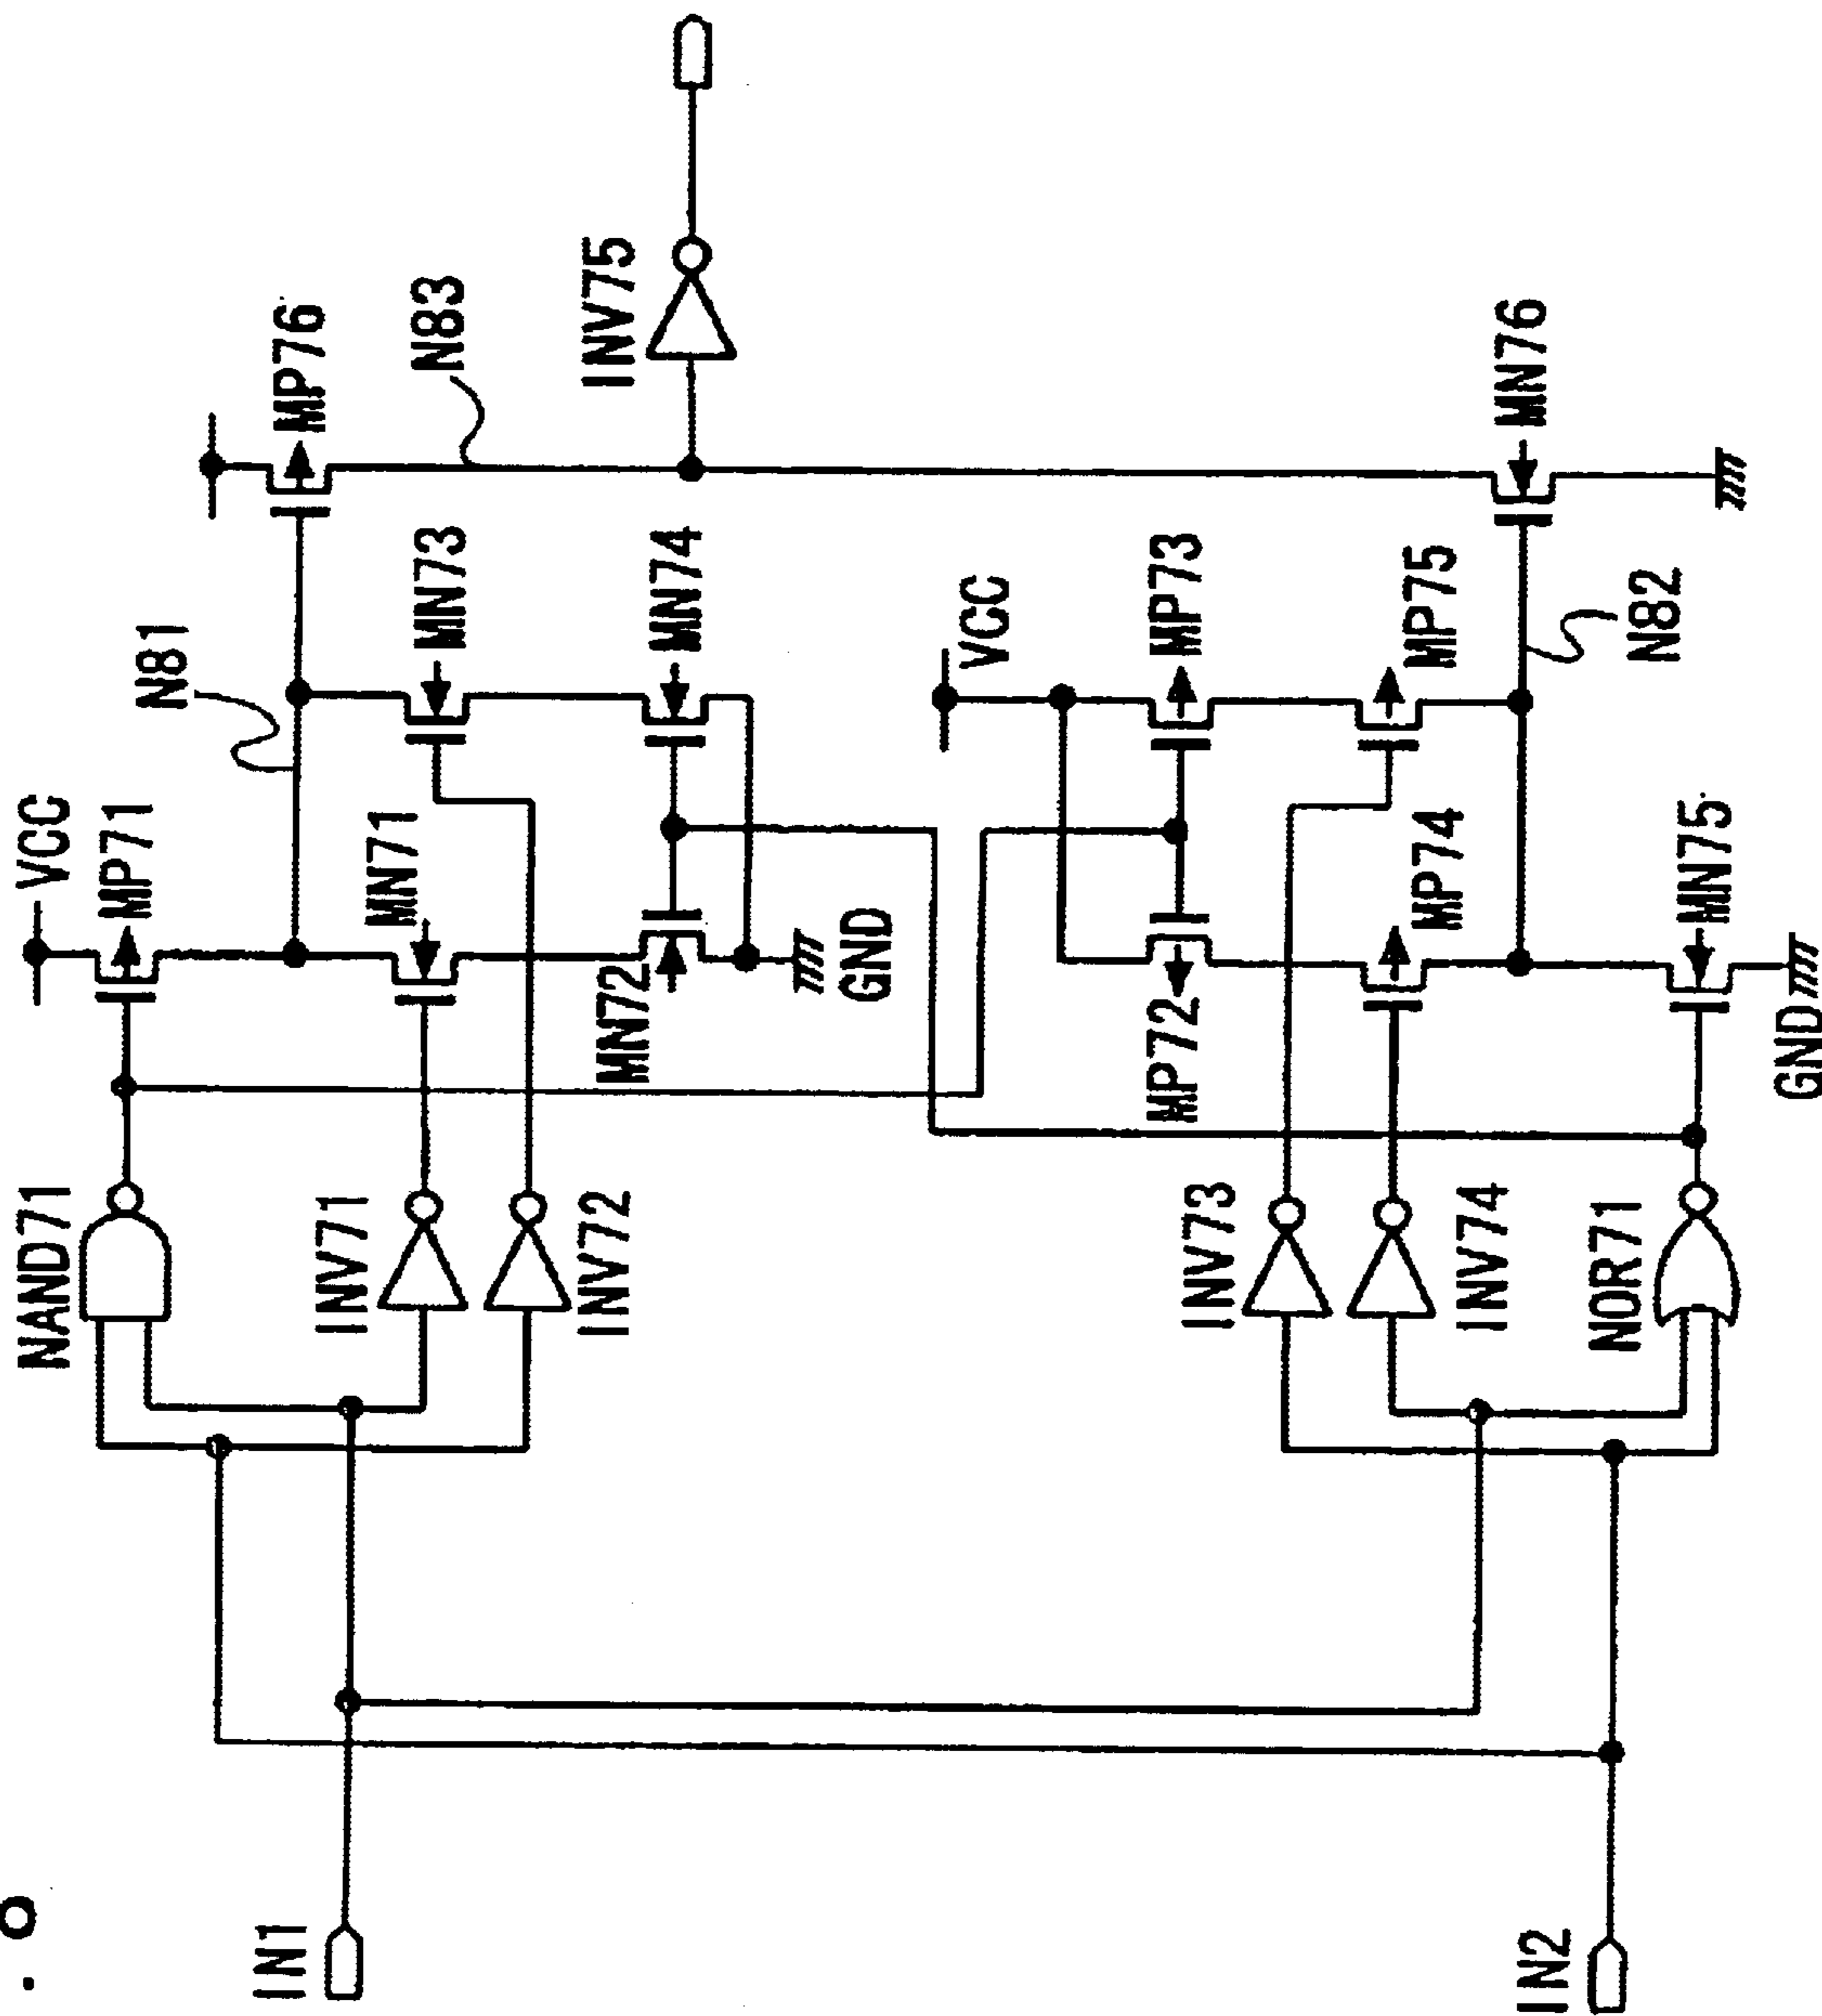 IN1
IN2
NAND71
INV71
INV72
INV73
INV74
NOR71
VCC
MP71
MN71
MN72
GND
N81
MN73
MN74
MP72
MP74
MN75
GND
VCC
MP73
MP75
N82
MP76
N83
INV75
MN76